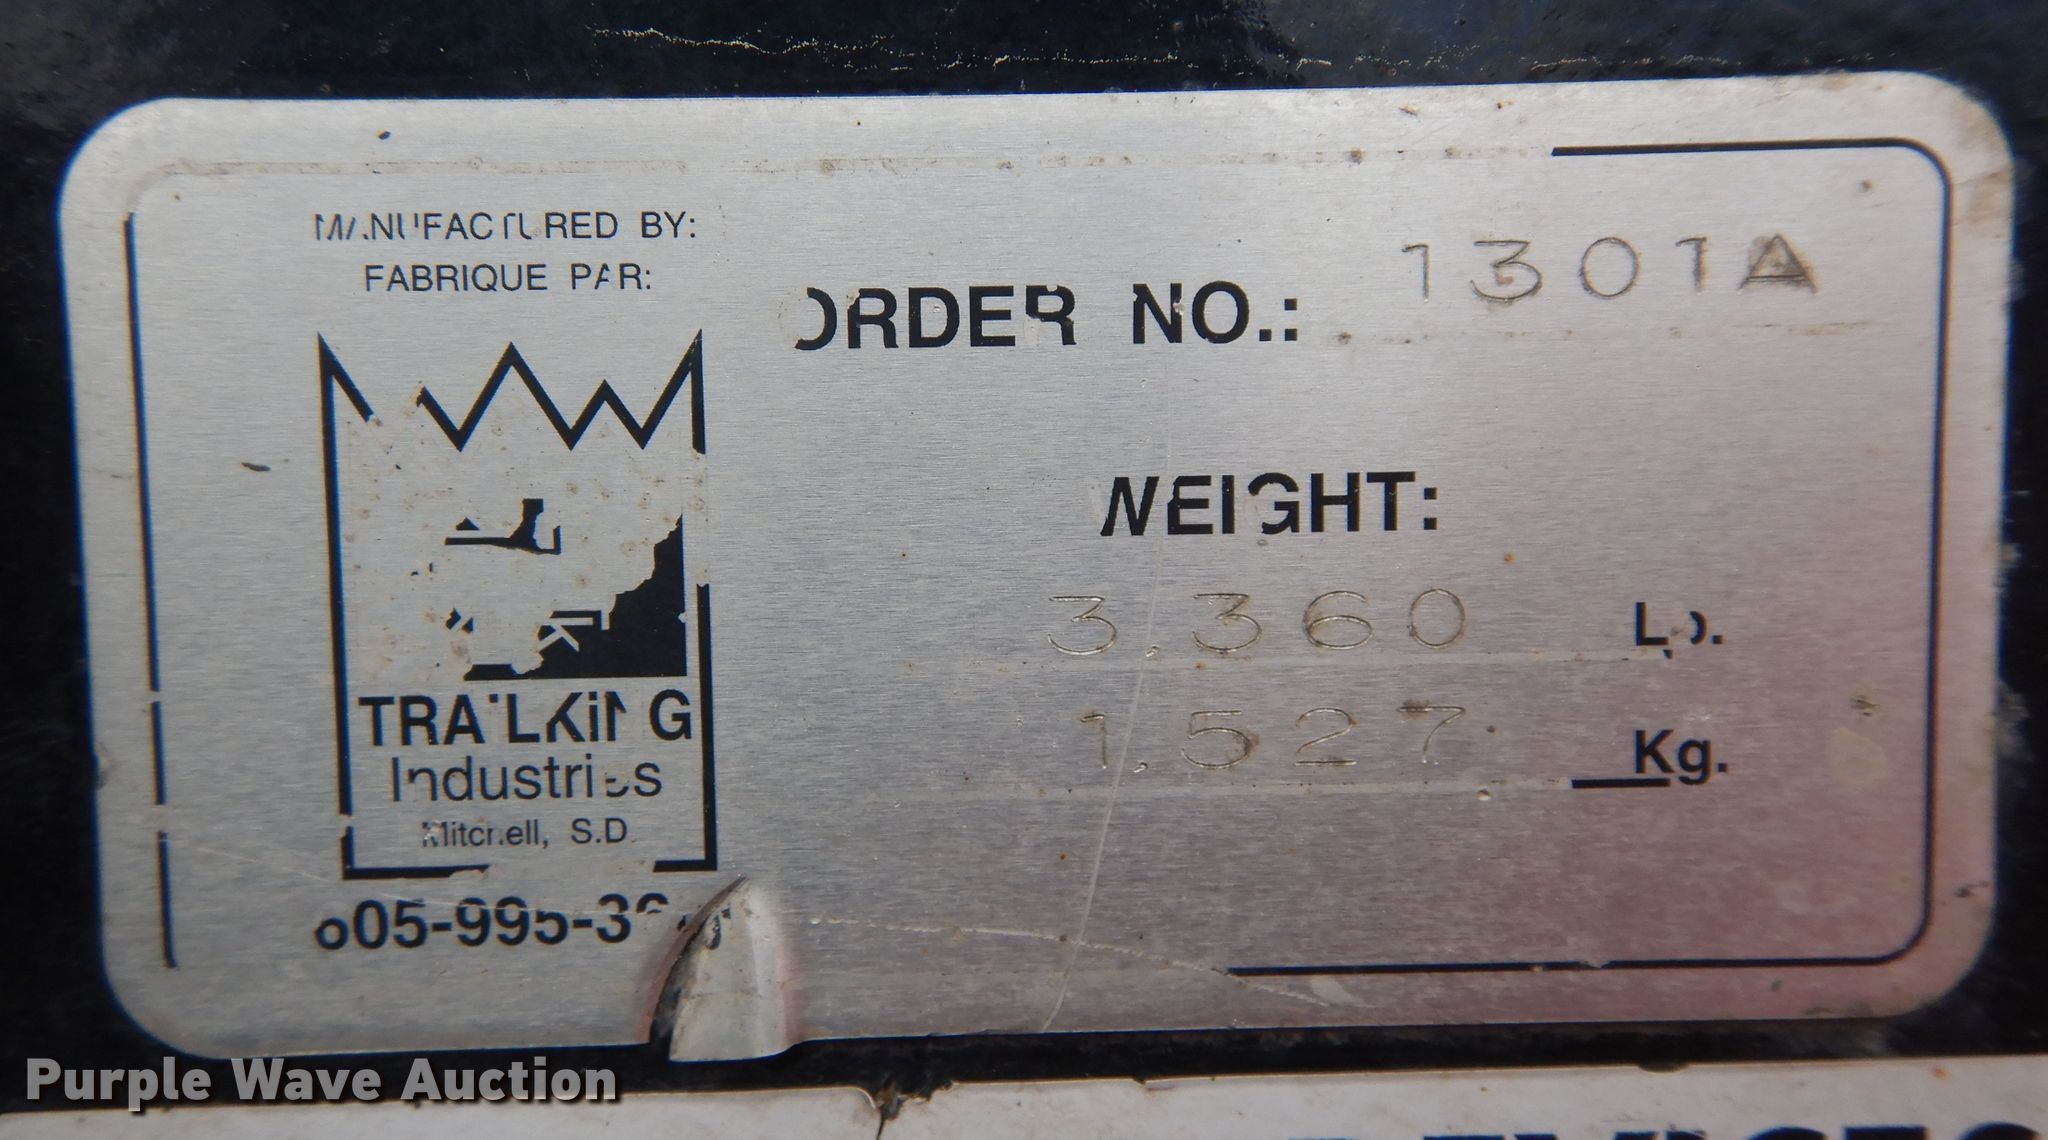 MANUFACTURED BY:
FABRIQUE PAR:
ORDER NO.: 1301A
WEIGHT:
3,360 Lb.
1,527 Kg.
TRAILKING
Industries
Mitchell, S.D.
Purple Wave Auction